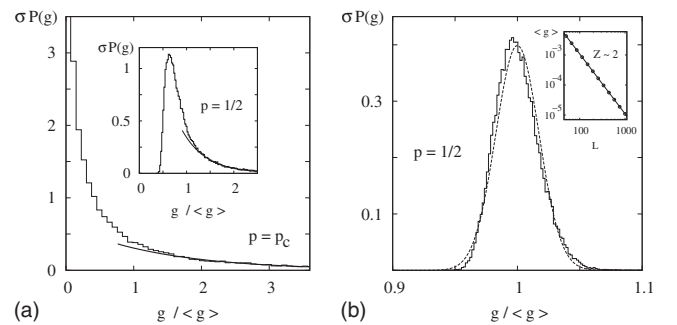 σ P(g)
5
4
3
2
1
0
0
1
2
3
g / < g >
p = p_c
(a)
σ P(g)
1
0.5
0
0
1
2
g / < g >
p = 1/2
σ P(g)
0.3
0.1
0.9
1
1.1
g / < g >
p = 1/2
(b)
< g >
10⁻³
10⁻⁴
10⁻⁵
100
1000
L
Z ~ 2